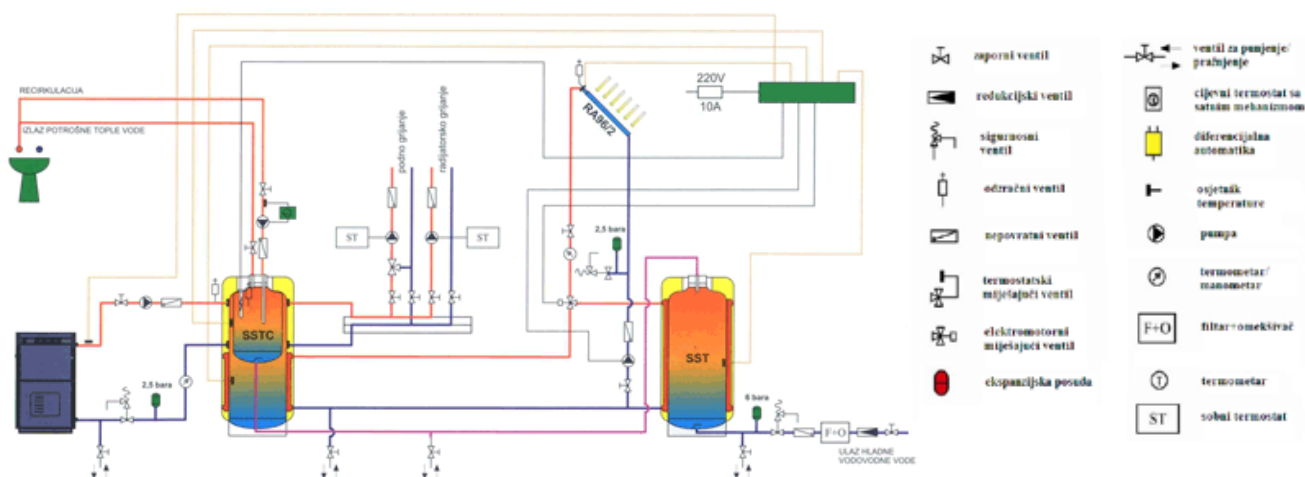 RECIRKULACIJA
IZLAZ POTROŠNE TOPLE VODE
podno grijanje
radijatorsko grijanje
220V
10A
RA96/2
ST
ST
2,5 bara
SSTC
SST
2,5 bara
6 bara
F+O
ULAZ HLADNE
VODOVODNE VODE
zaporni ventil
redukcijski ventil
sigurnosni
ventil
odzračni ventil
nepovratni ventil
termostatski
miješajući ventil
elektromotorni
miješajući ventil
ekspanzijska posuda
ventil za punjenje/
pražnjenje
cijevni termostat sa
satnim mehanizmom
diferencijalna
automatika
osjetnik
temperature
pumpa
termometar/
manometar
F+O
filtar+omekšivač
T
termometar
ST
sobni termostat